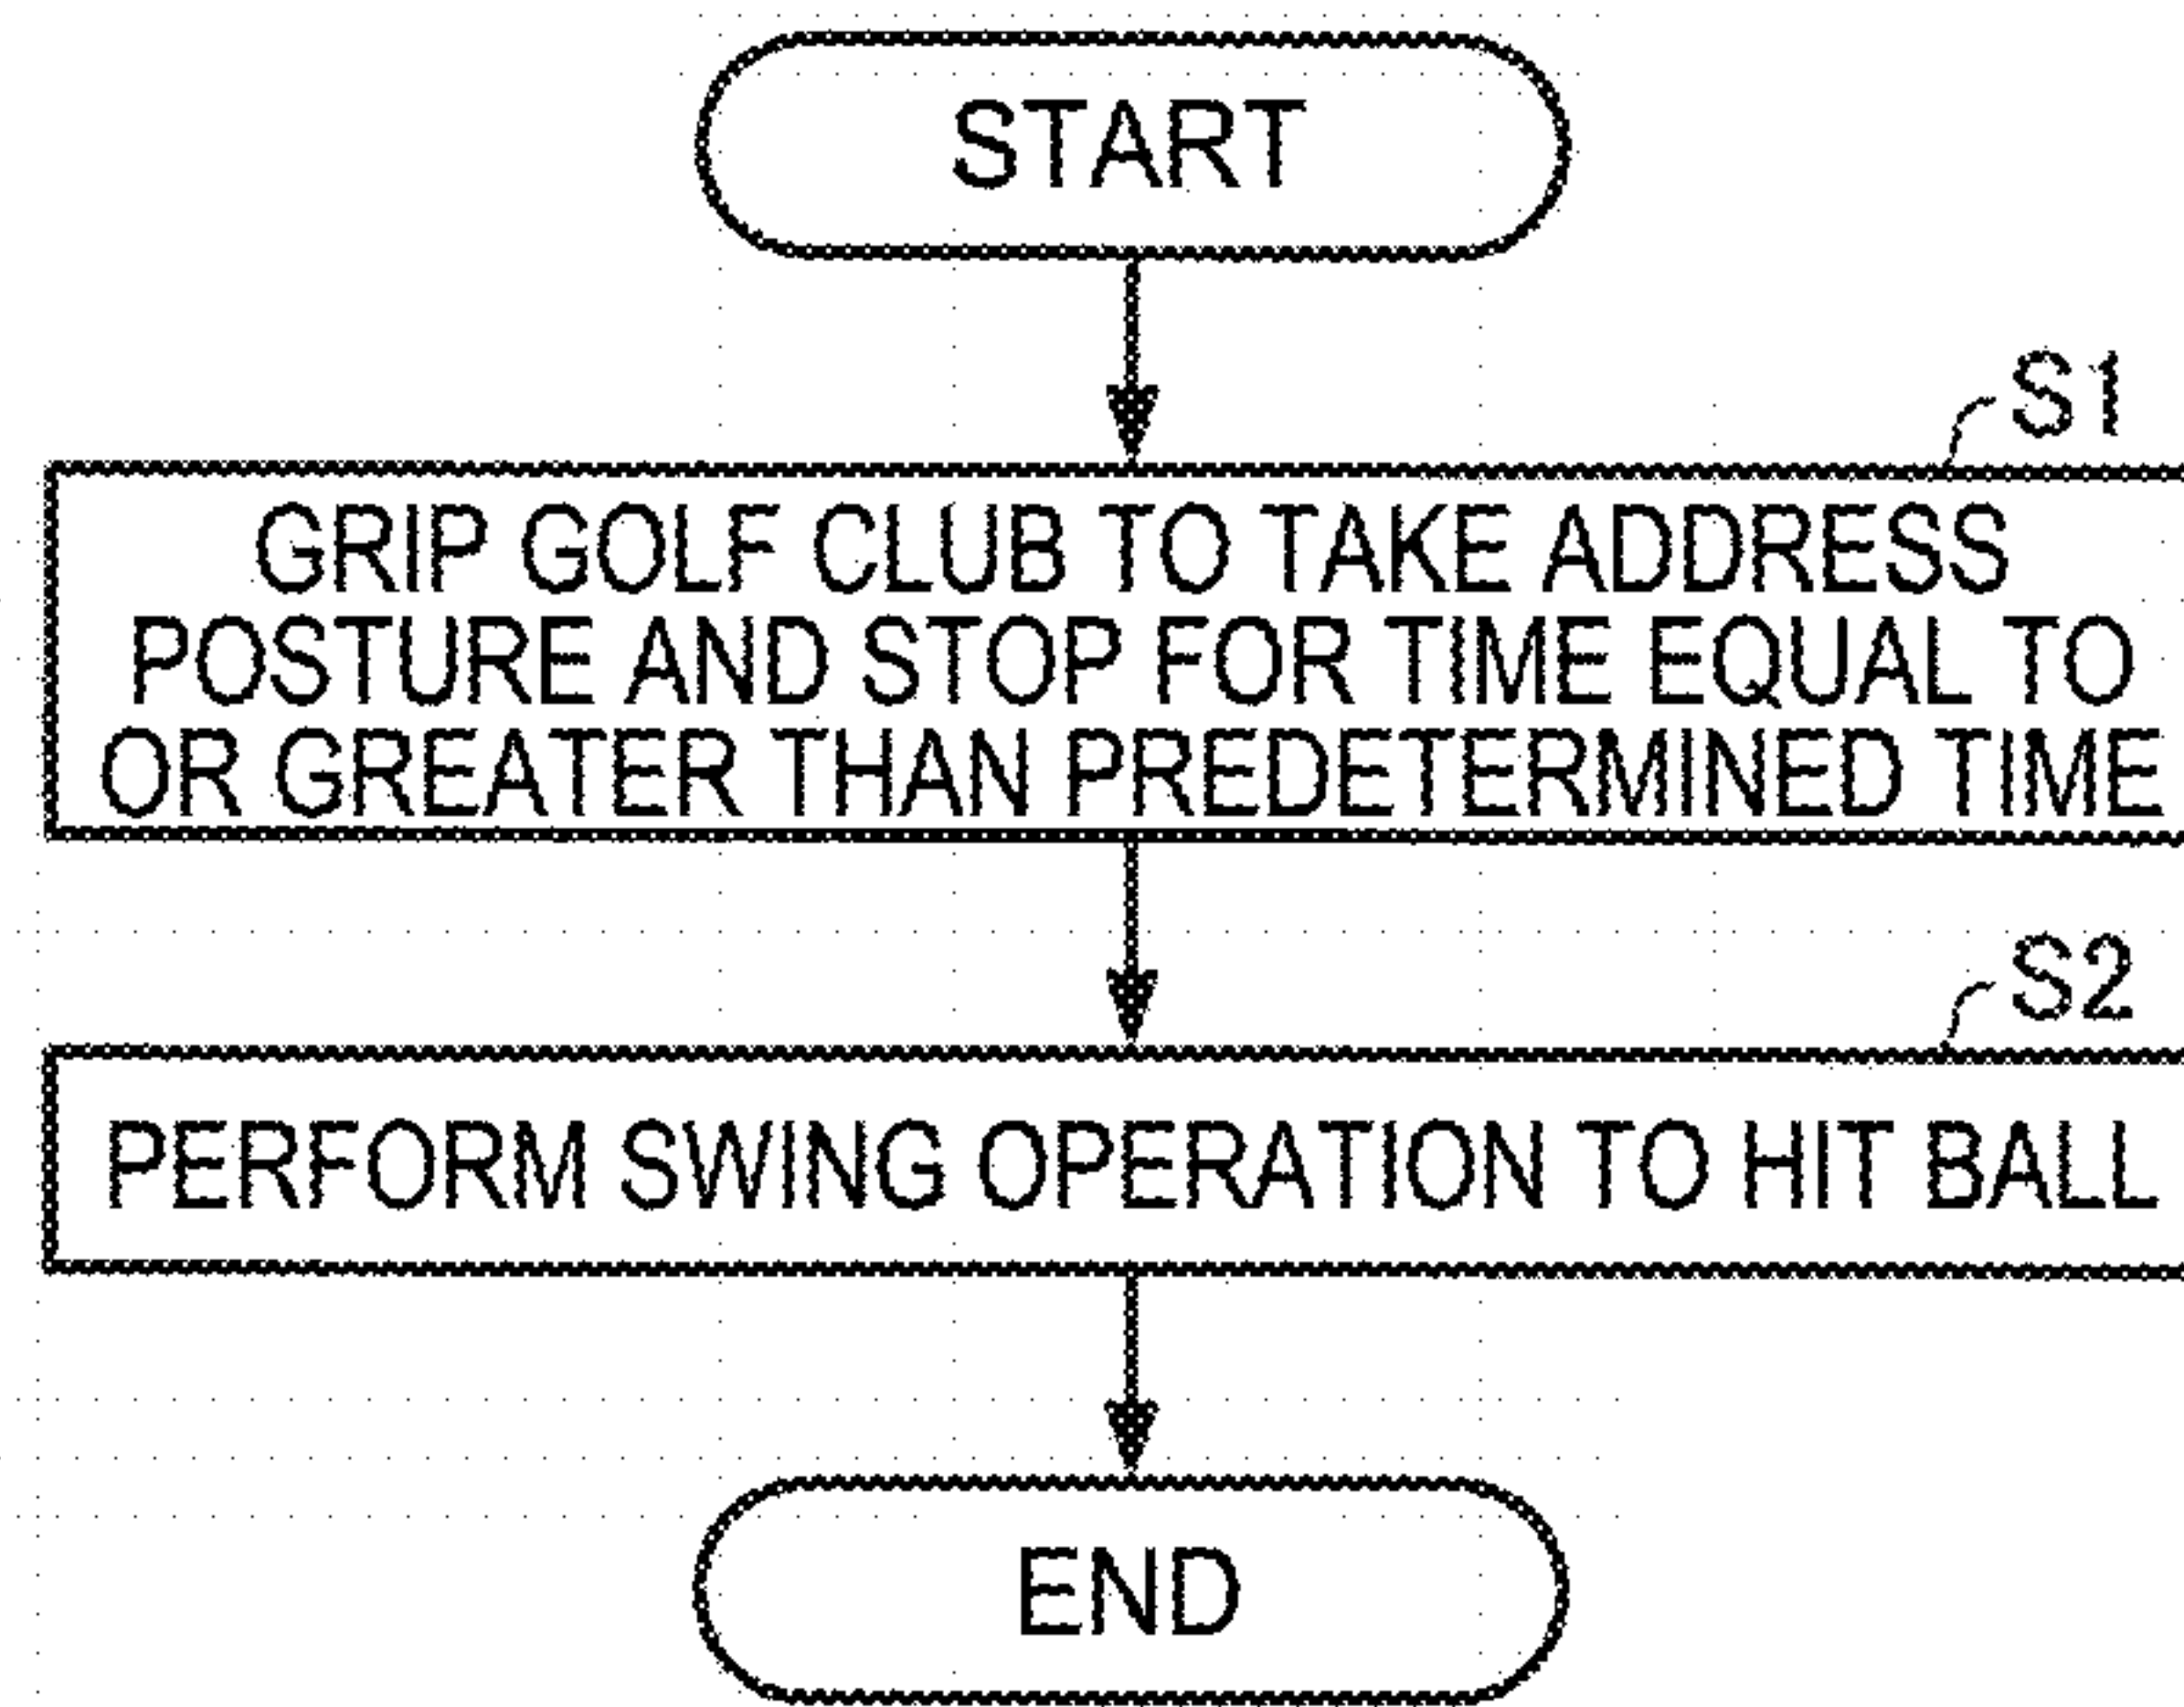 START
S1
GRIP GOLF CLUB TO TAKE ADDRESS
POSTURE AND STOP FOR TIME EQUAL TO
OR GREATER THAN PREDETERMINED TIME
S2
PERFORM SWING OPERATION TO HIT BALL
END